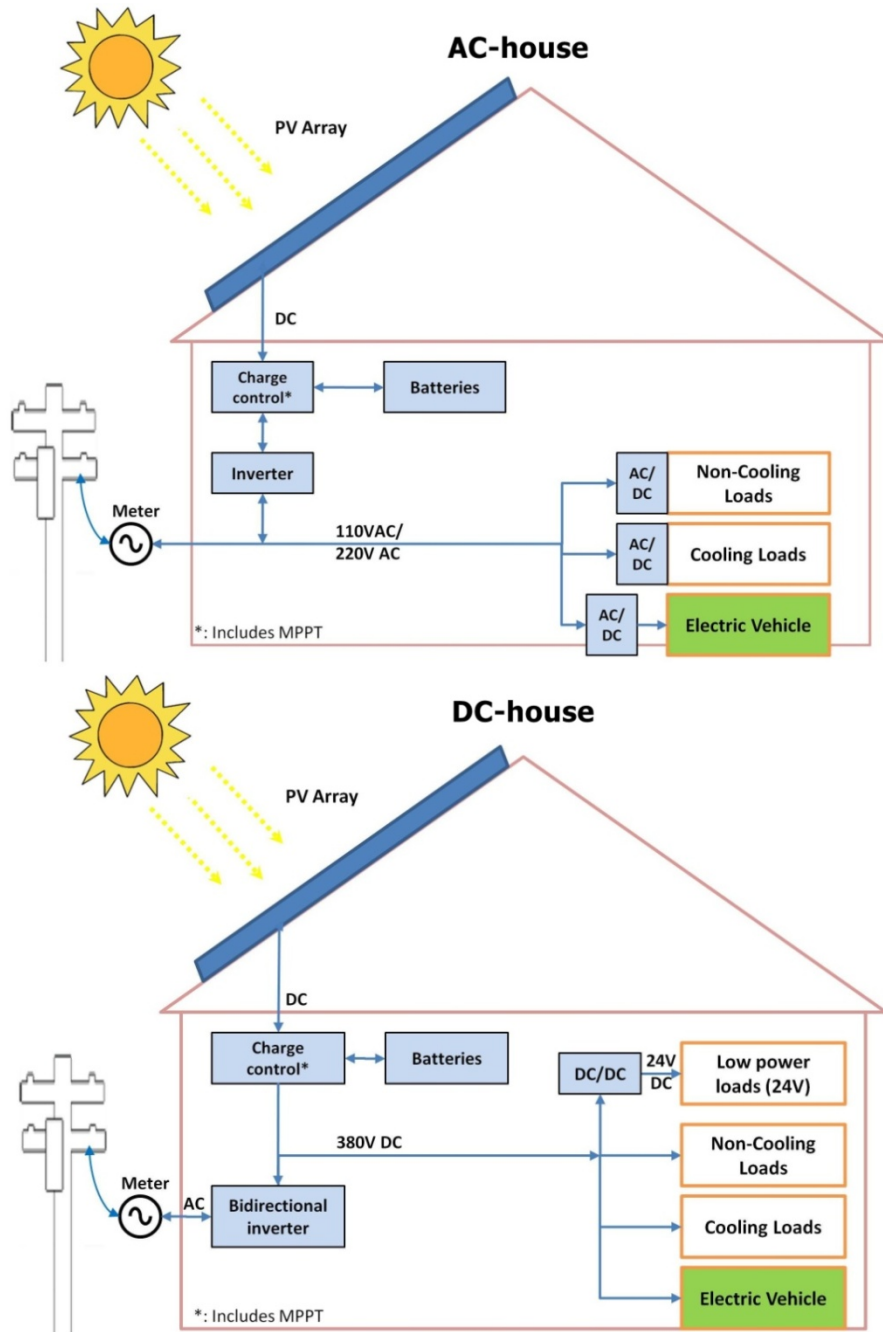 AC-house
PV Array
DC
Charge
control*
Batteries
Inverter
Meter
110VAC/
220V AC
AC/
DC
Non-Cooling
Loads
AC/
DC
Cooling Loads
AC/
DC
Electric Vehicle
*: Includes MPPT
DC-house
PV Array
DC
Charge
control*
Batteries
DC/DC
24V
DC
Low power
loads (24V)
380V DC
Non-Cooling
Loads
Meter
AC
Bidirectional
inverter
Cooling Loads
Electric Vehicle
*: Includes MPPT